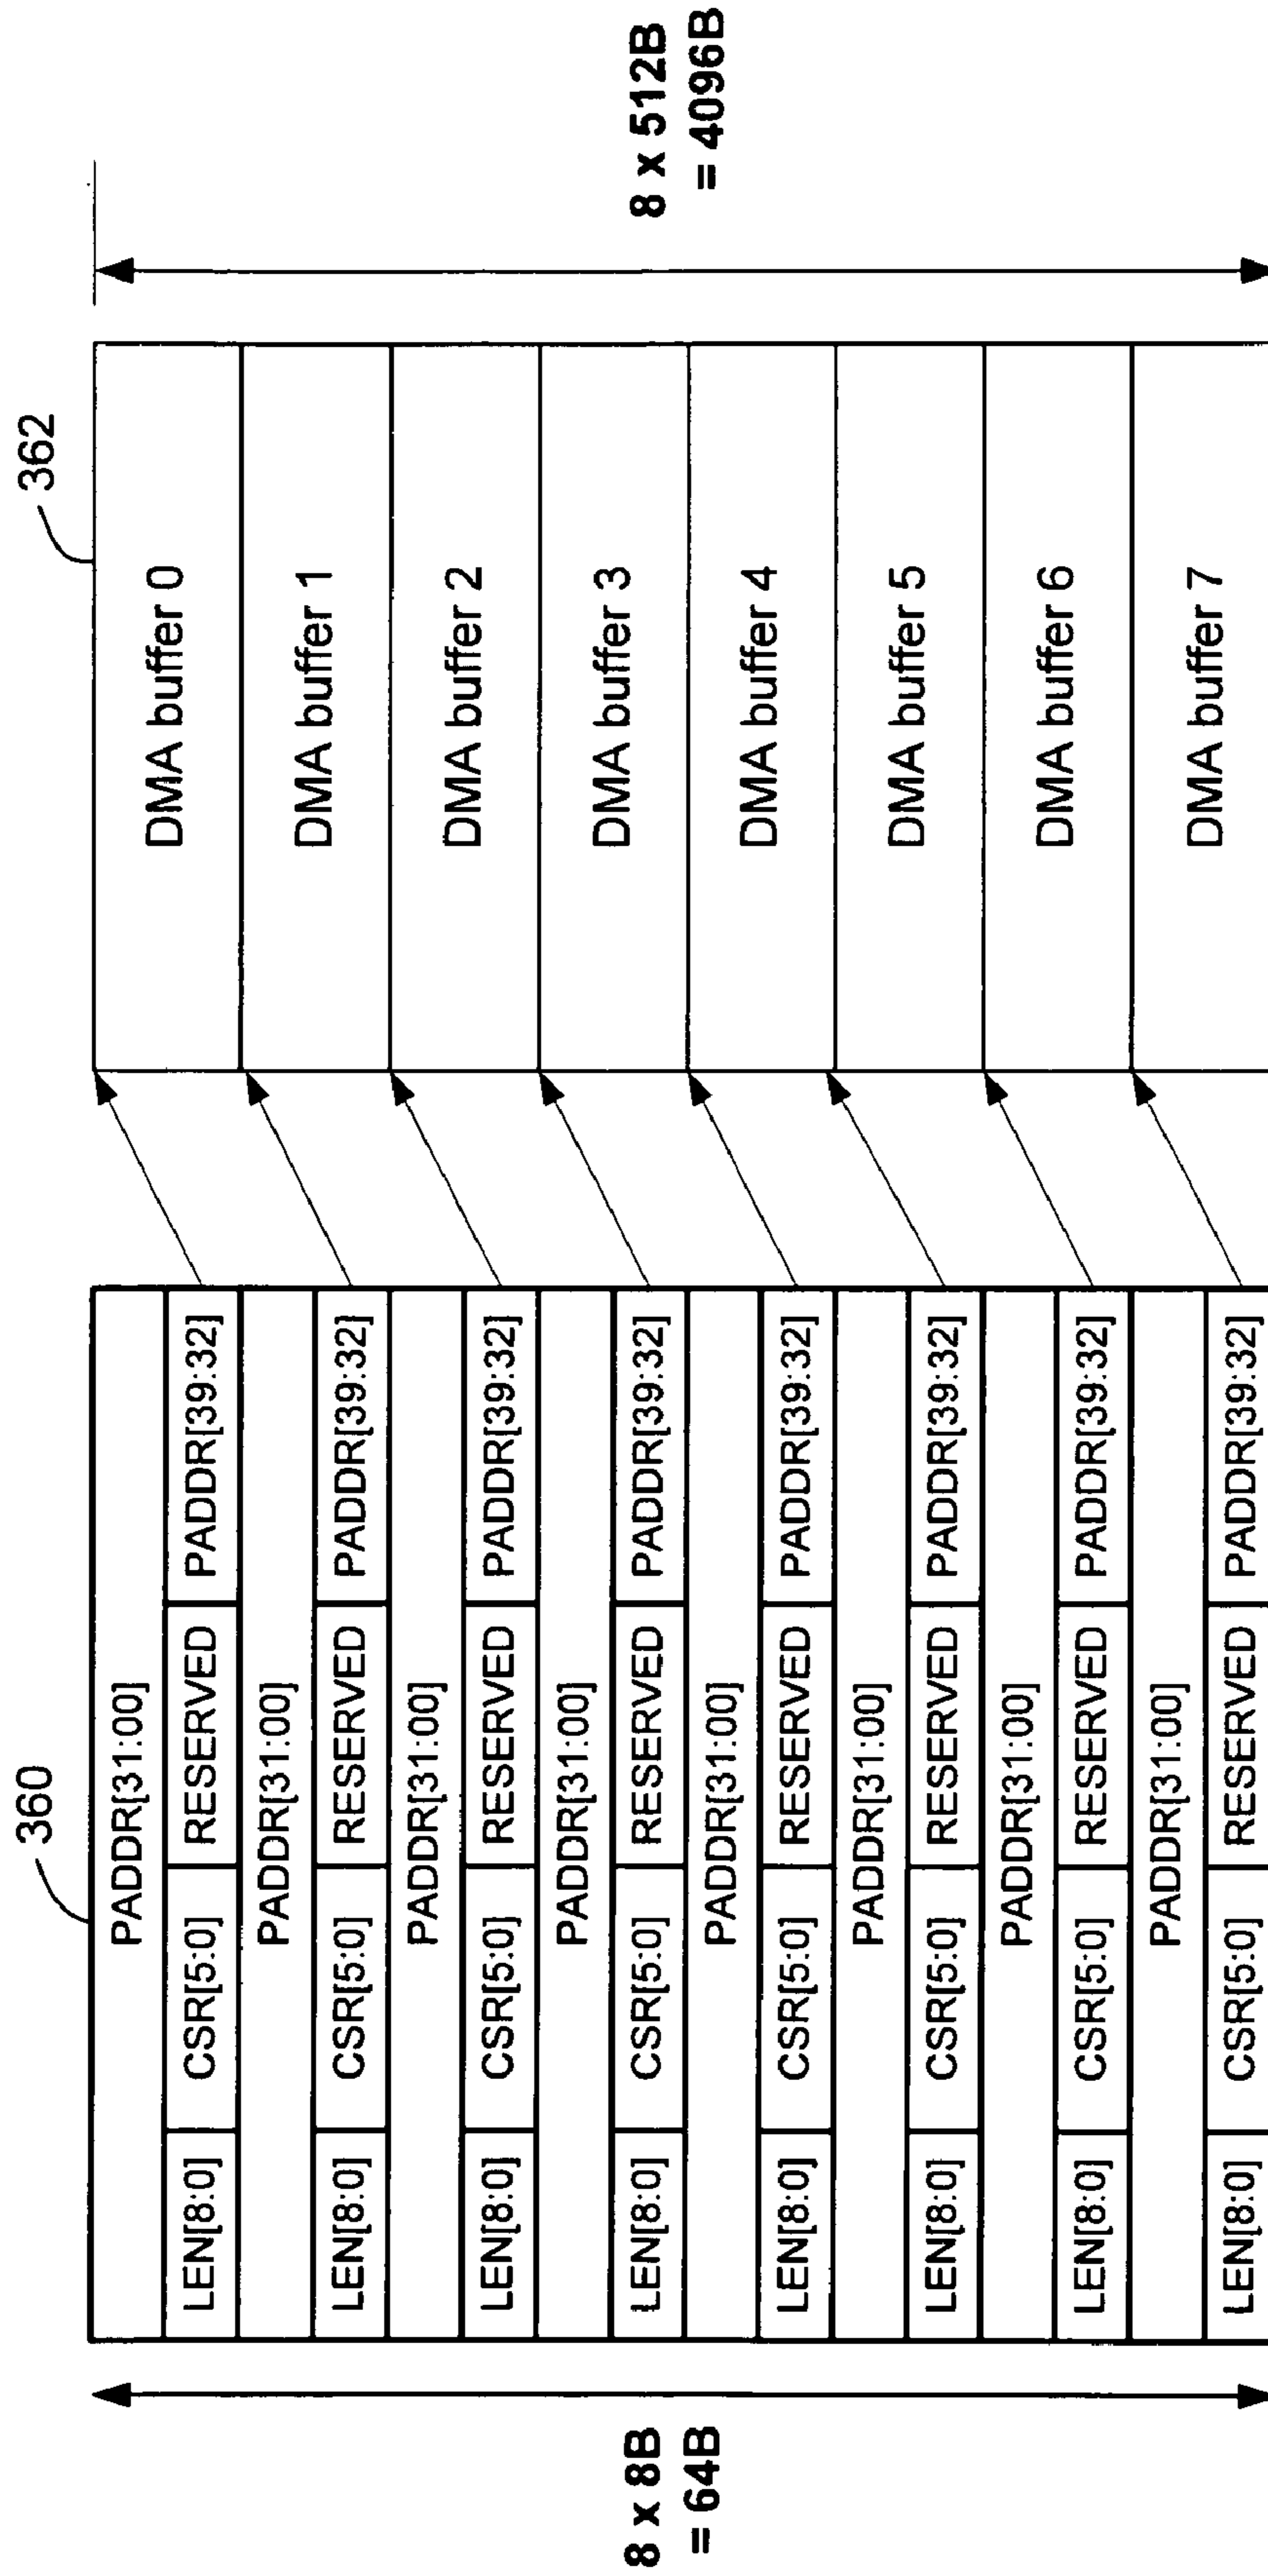 360
362
8 x 8B
= 64B
PADDR[31:00]
LEN[8:0] CSR[5:0] RESERVED PADDR[39:32]
PADDR[31:00]
LEN[8:0] CSR[5:0] RESERVED PADDR[39:32]
PADDR[31:00]
LEN[8:0] CSR[5:0] RESERVED PADDR[39:32]
PADDR[31:00]
LEN[8:0] CSR[5:0] RESERVED PADDR[39:32]
PADDR[31:00]
LEN[8:0] CSR[5:0] RESERVED PADDR[39:32]
PADDR[31:00]
LEN[8:0] CSR[5:0] RESERVED PADDR[39:32]
PADDR[31:00]
LEN[8:0] CSR[5:0] RESERVED PADDR[39:32]
PADDR[31:00]
LEN[8:0] CSR[5:0] RESERVED PADDR[39:32]
DMA buffer 0
DMA buffer 1
DMA buffer 2
DMA buffer 3
DMA buffer 4
DMA buffer 5
DMA buffer 6
DMA buffer 7
8 x 512B
= 4096B